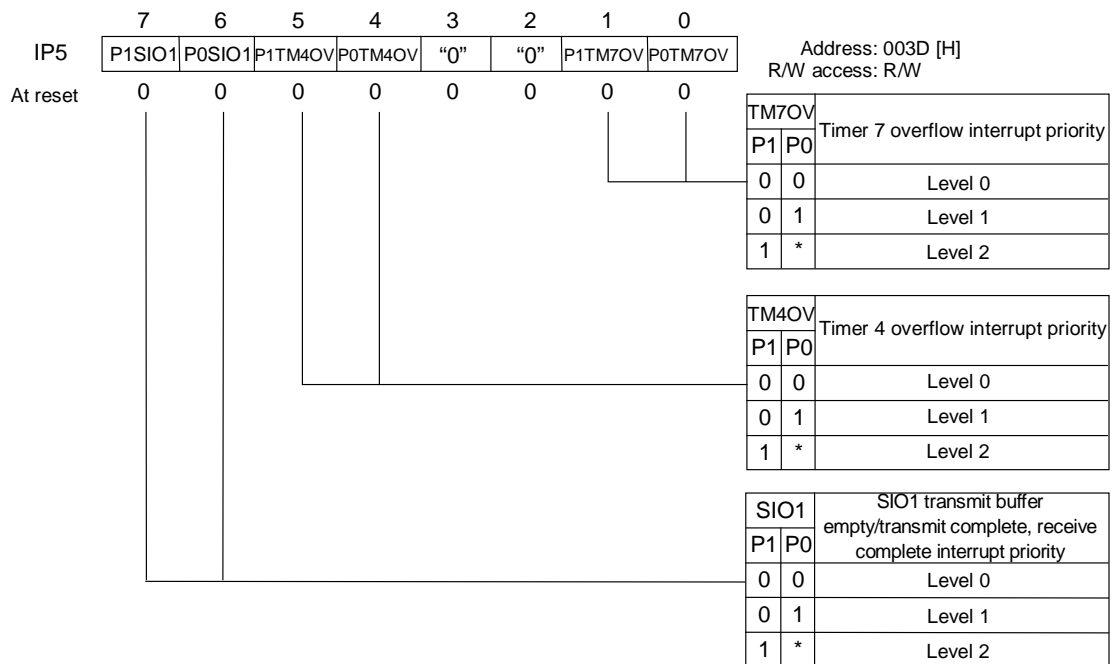 7 6 5 4 3 2 1 0
IP5 P1SIO1 P0SIO1 P1TM4OV P0TM4OV “0” “0” P1TM7OV P0TM7OV
Address: 003D [H]
R/W access: R/W
At reset 0 0 0 0 0 0 0 0
TM7OV Timer 7 overflow interrupt priority
P1 P0
0 0 Level 0
0 1 Level 1
1 * Level 2
TM4OV Timer 4 overflow interrupt priority
P1 P0
0 0 Level 0
0 1 Level 1
1 * Level 2
SIO1 SIO1 transmit buffer
empty/transmit complete, receive
P1 P0 complete interrupt priority
0 0 Level 0
0 1 Level 1
1 * Level 2